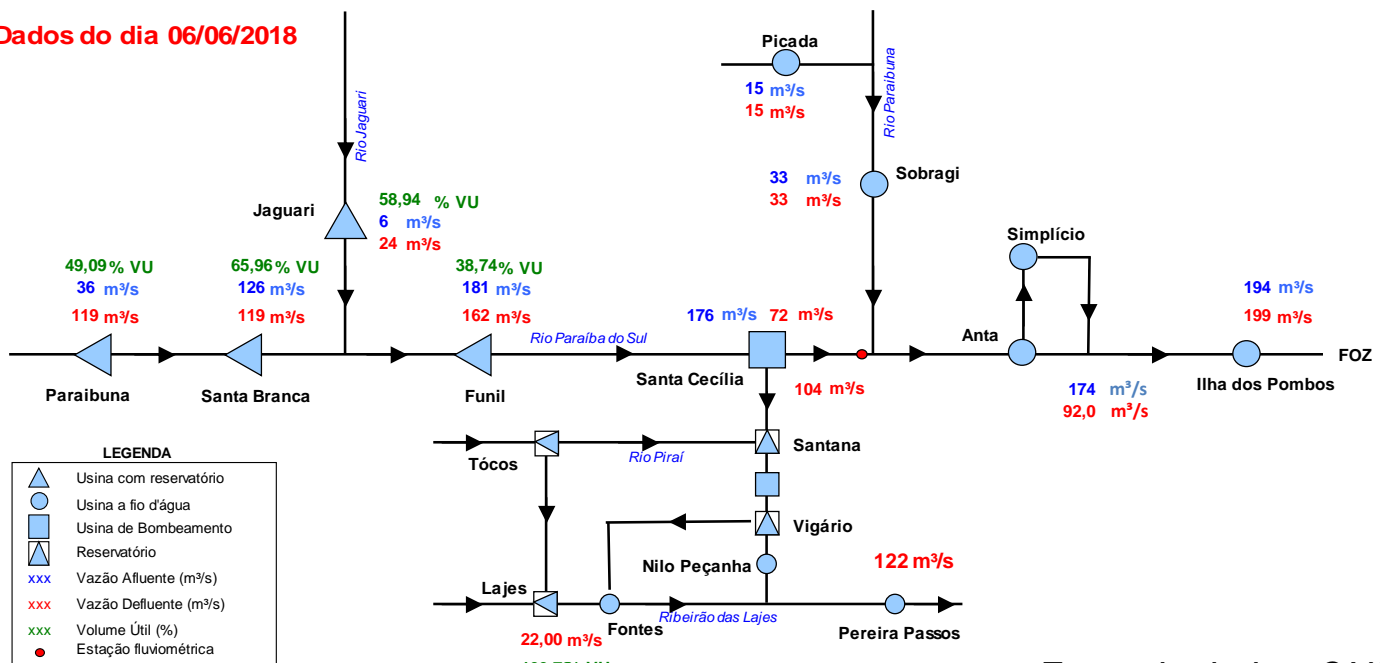 Dados do dia 06/06/2018
Picada
15 m³/s
15 m³/s
Rio Paraibuna
Rio Jaguari
33 m³/s
33 m³/s
Sobragi
Jaguari
58,94 % VU
6 m³/s
24 m³/s
Simplício
49,09% VU
36 m³/s
119 m³/s
65,96% VU
126 m³/s
119 m³/s
38,74% VU
181 m³/s
162 m³/s
176 m³/s 72 m³/s
194 m³/s
199 m³/s
Rio Paraíba do Sul
Anta
FOZ
Paraibuna
Santa Branca
Funil
Santa Cecília
104 m³/s
174 m³/s
92,0 m³/s
Ilha dos Pombos
LEGENDA
Usina com reservatório
Usina a fio d'água
Usina de Bombeamento
Reservatório
xxx Vazão Afluente (m³/s)
xxx Vazão Defluente (m³/s)
xxx Volume Útil (%)
Estação fluviométrica
Tócos
Rio Piraí
Santana
Vigário
Nilo Peçanha
122 m³/s
Lajes
Fontes
Ribeirão das Lajes
Pereira Passos
22,00 m³/s